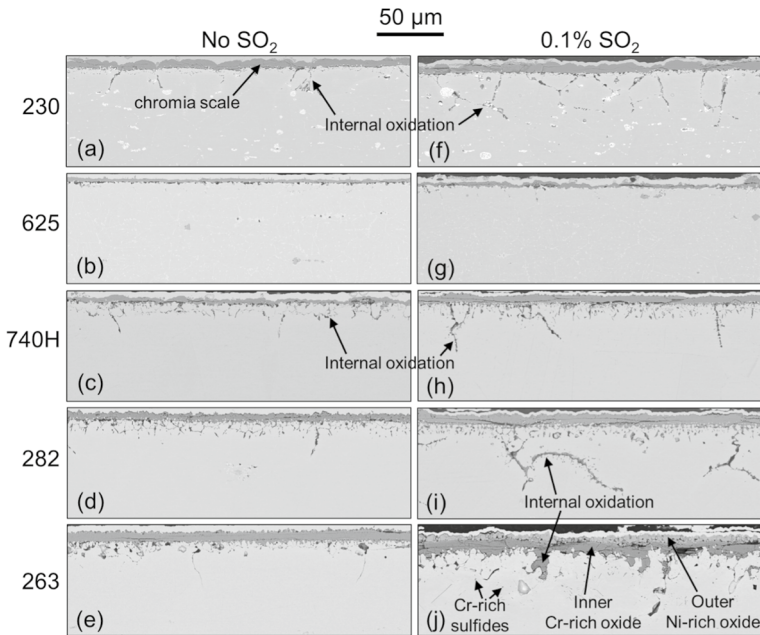 50 µm
No SO2
0.1% SO2
230
chromia scale
Internal oxidation
(a)
(f)
625
(b)
(g)
740H
Internal oxidation
(c)
(h)
282
Internal oxidation
(d)
(i)
263
Cr-rich
sulfides
Inner
Cr-rich oxide
Outer
Ni-rich oxide
(e)
(j)